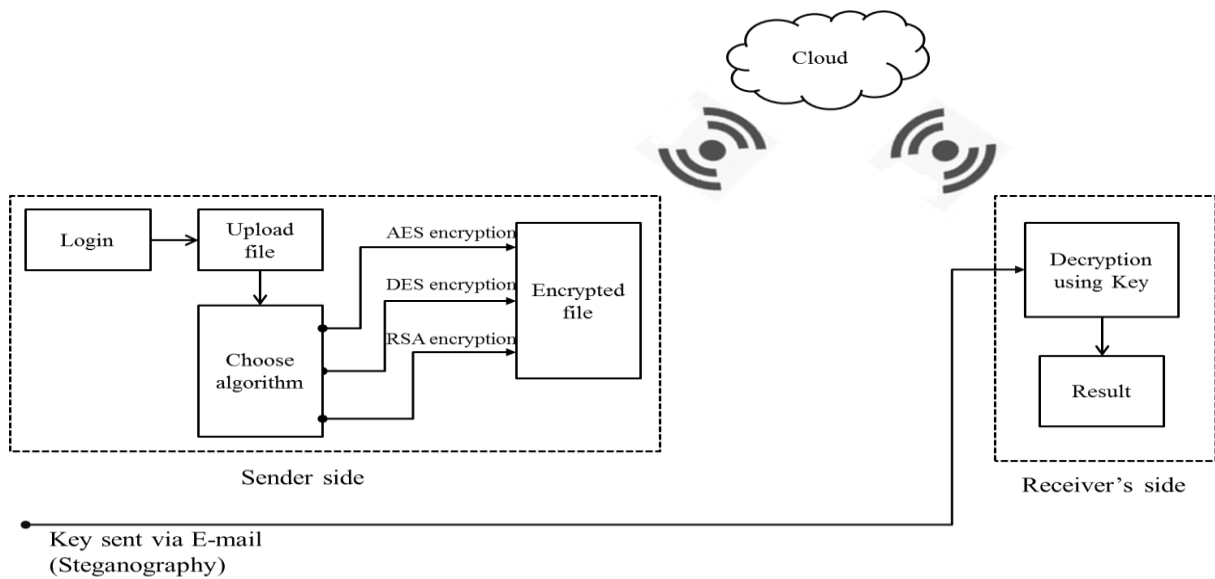 Cloud
Login
Upload
file
Choose
algorithm
AES encryption
DES encryption
RSA encryption
Encrypted
file
Sender side
Decryption
using Key
Result
Receiver's side
Key sent via E-mail
(Steganography)